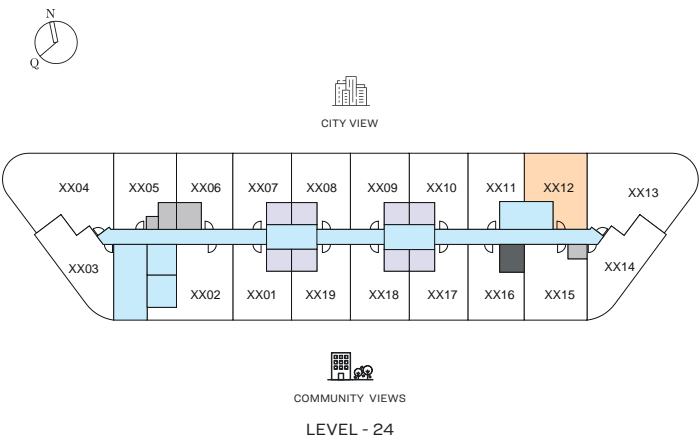 N
Q
CITY VIEW
XX04 XX05 XX06 XX07 XX08 XX09 XX10 XX11 XX12 XX13
XX03 XX14
XX02 XX01 XX19 XX18 XX17 XX16 XX15
COMMUNITY VIEWS
LEVEL - 24